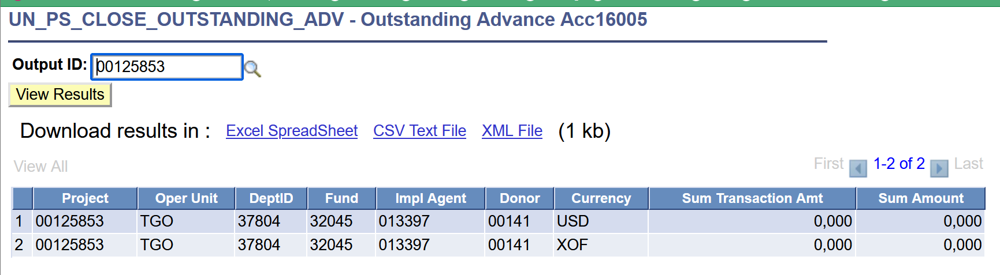 UN_PS_CLOSE_OUTSTANDING_ADV - Outstanding Advance Acc16005
Output ID: 00125853
View Results
Download results in : Excel SpreadSheet CSV Text File XML File (1 kb)
View All First 1-2 of 2 Last
Project Oper Unit DeptID Fund Impl Agent Donor Currency Sum Transaction Amt Sum Amount
1 00125853 TGO 37804 32045 013397 00141 USD 0,000 0,000
2 00125853 TGO 37804 32045 013397 00141 XOF 0,000 0,000